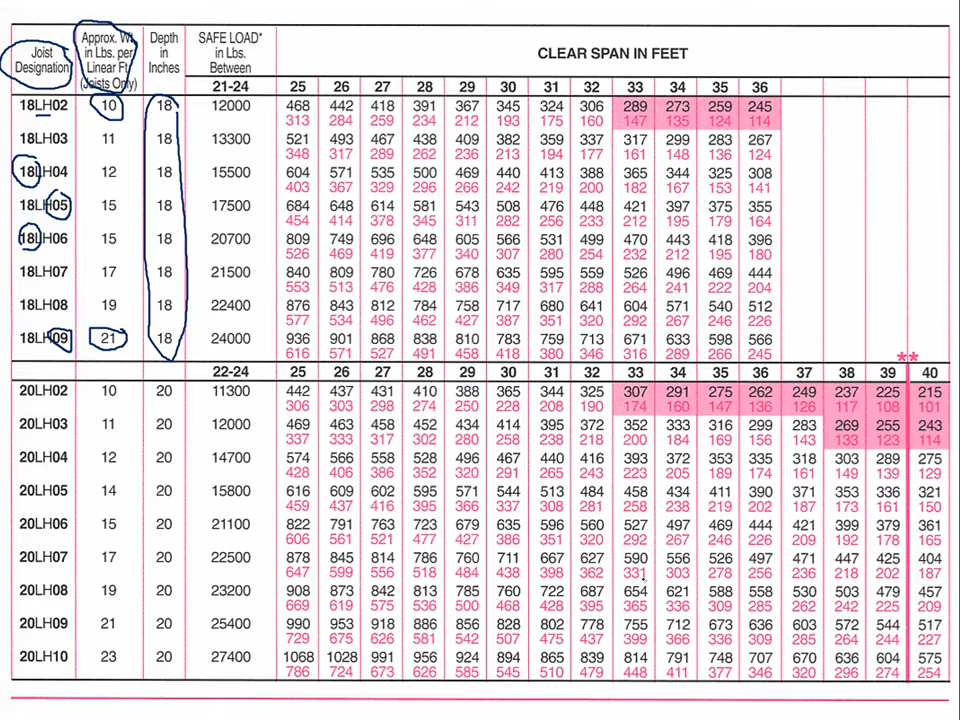 Joist Designation Approx. Wt. in Lbs. per Linear Ft. (Joists Only) Depth in Inches SAFE LOAD* in Lbs. Between CLEAR SPAN IN FEET
21-24 25 26 27 28 29 30 31 32 33 34 35 36
18LH02 10 18 12000 468 442 418 391 367 345 324 306 289 273 259 245
313 284 259 234 212 193 175 160 147 135 124 114
18LH03 11 18 13300 521 493 467 438 409 382 359 337 317 299 283 267
348 317 289 262 236 213 194 177 161 148 136 124
18LH04 12 18 15500 604 571 535 500 469 440 413 388 365 344 325 308
403 367 329 296 266 242 219 200 182 167 153 141
18LH05 15 18 17500 684 648 614 581 543 508 476 448 421 397 375 355
454 414 378 345 311 282 256 233 212 195 179 164
18LH06 15 18 20700 809 749 696 648 605 566 531 499 470 443 418 396
526 469 419 377 340 307 280 254 232 212 195 180
18LH07 17 18 21500 840 809 780 726 678 635 595 559 526 496 469 444
553 513 476 428 386 349 317 288 264 241 222 204
18LH08 19 18 22400 876 843 812 784 758 717 680 641 604 571 540 512
577 534 496 462 427 387 351 320 292 267 246 226
18LH09 21 18 24000 936 901 868 838 810 783 759 713 671 633 598 566
616 571 527 491 458 418 380 346 316 289 266 245
**
22-24 25 26 27 28 29 30 31 32 33 34 35 36 37 38 39 40
20LH02 10 20 11300 442 437 431 410 388 365 344 325 307 291 275 262 249 237 225 215
306 303 298 274 250 228 208 190 174 160 147 136 126 117 108 101
20LH03 11 20 12000 469 463 458 452 434 414 395 372 352 333 316 299 283 269 255 243
337 333 317 302 280 258 238 218 200 184 169 156 143 133 123 114
20LH04 12 20 14700 574 566 558 528 496 467 440 416 393 372 353 335 318 303 289 275
428 406 386 352 320 291 265 243 223 205 189 174 161 149 139 129
20LH05 14 20 15800 616 609 602 595 571 544 513 484 458 434 411 390 371 353 336 321
459 437 416 395 366 337 308 281 258 238 219 202 187 173 161 150
20LH06 15 20 21100 822 791 763 723 679 635 596 560 527 497 469 444 421 399 379 361
606 561 521 477 427 386 351 320 292 267 246 226 209 192 178 165
20LH07 17 20 22500 878 845 814 786 760 711 667 627 590 556 526 497 471 447 425 404
647 599 556 518 484 438 398 362 331 303 278 256 236 218 202 187
20LH08 19 20 23200 908 873 842 813 785 760 722 687 654 621 588 558 530 503 479 457
669 619 575 536 500 468 428 395 365 336 309 285 262 242 225 209
20LH09 21 20 25400 990 953 918 886 856 828 802 778 755 712 673 636 603 572 544 517
729 675 626 581 542 507 475 437 399 366 336 309 285 264 244 227
20LH10 23 20 27400 1068 1028 991 956 924 894 865 839 814 791 748 707 670 636 604 575
786 724 673 626 585 545 510 479 448 411 377 346 320 296 274 254